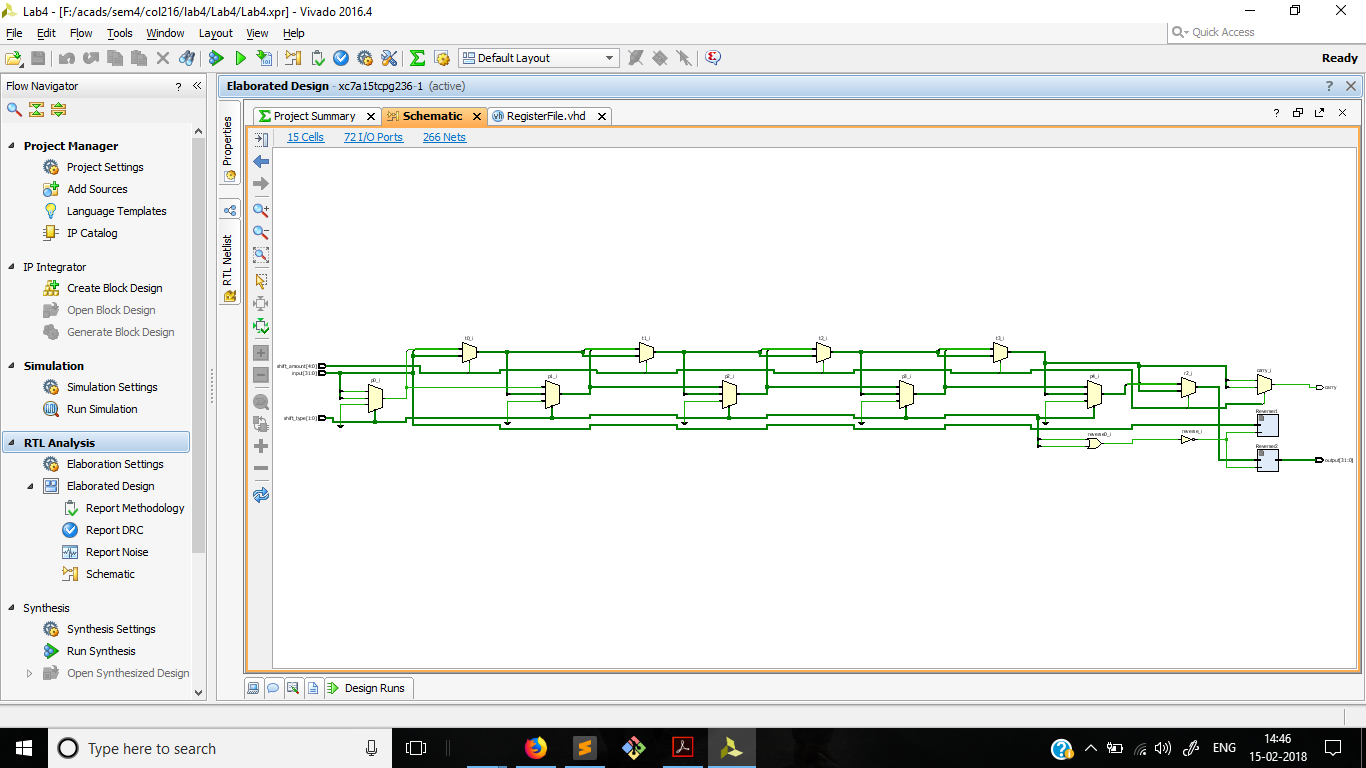 Lab4 - [F:/acads/sem4/col216/lab4/Lab4/Lab4.xpr] - Vivado 2016.4
File Edit Flow Tools Window Layout View Help
Quick Access
Default Layout
Ready
Flow Navigator
Elaborated Design - xc7a15tcpg236-1 (active)
Project Summary
Schematic
RegisterFile.vhd
15 Cells 72 I/O Ports 266 Nets
Properties
RTL Netlist
Project Manager
Project Settings
Add Sources
Language Templates
IP Catalog
IP Integrator
Create Block Design
Open Block Design
Generate Block Design
Simulation
Simulation Settings
Run Simulation
RTL Analysis
Elaboration Settings
Elaborated Design
Report Methodology
Report DRC
Report Noise
Schematic
Synthesis
Synthesis Settings
Run Synthesis
Open Synthesized Design
shift_amount[4:0]
input[31:0]
shift_type[1:0]
p0_i
t0_i
p1_i
t1_i
p2_i
t2_i
p3_i
t3_i
p4_i
reverse0_i
r2_i
reverse_i
carry_i
Reverser1
Reverser2
carry
output[31:0]
Design Runs
Type here to search
ENG
14:46
15-02-2018